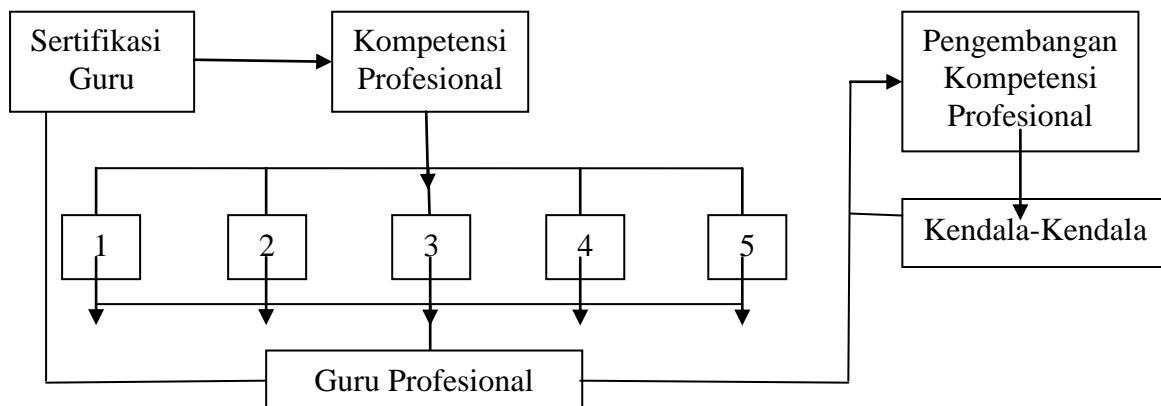 Sertifikasi
Guru
Kompetensi
Profesional
Pengembangan
Kompetensi
Profesional
1
2
3
4
5
Kendala-Kendala
Guru Profesional